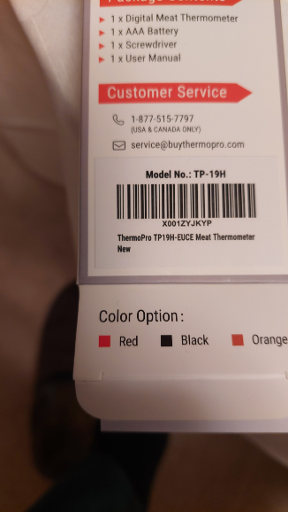 Package Contents
1 x Digital Meat Thermometer
1 x AAA Battery
1 x Screwdriver
1 x User Manual
Customer Service
1-877-515-7797
(USA & CANADA ONLY)
service@buythermopro.com
Model No.: TP-19H
X001ZYJKYP
ThermoPro TP19H-EUCE Meat Thermometer
New
Color Option:
Red Black Orange